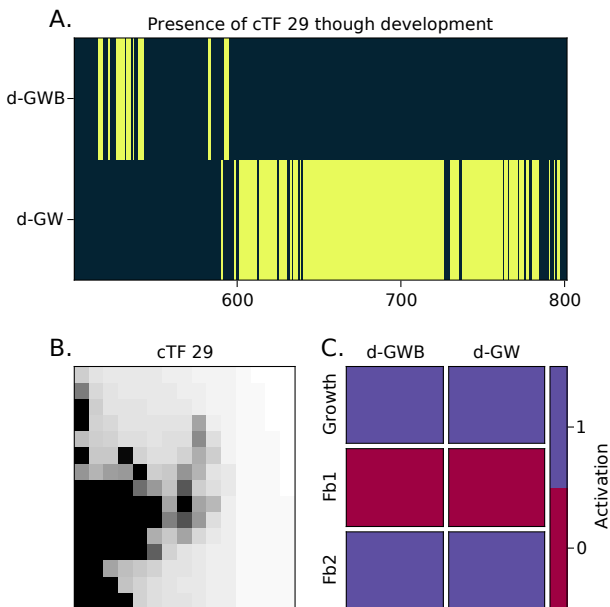 A.
Presence of cTF 29 though development
d-GWB
d-GW
600
700
800
B.
cTF 29
C.
d-GWB
d-GW
Growth
Fb1
Fb2
1
0
Activation